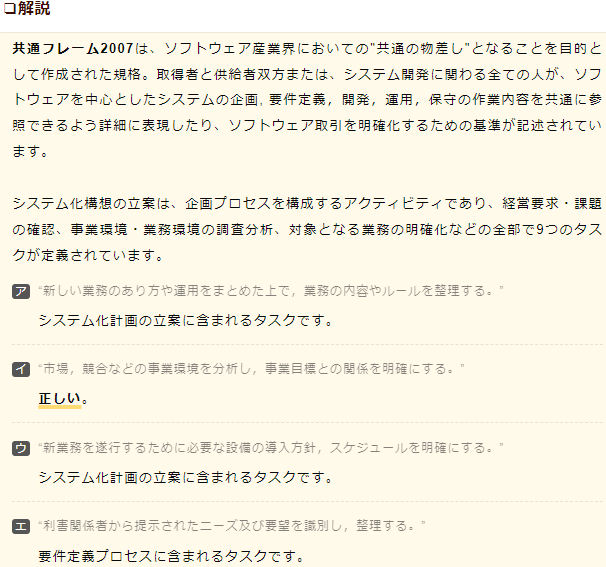 ❏解説
共通フレーム2007は、ソフトウェア産業界においての"共通の物差し"となることを目的と
して作成された規格。取得者と供給者双方または、システム開発に関わる全ての人が、ソフ
トウェアを中心としたシステムの企画, 要件定義，開発，運用，保守の作業内容を共通に参
照できるよう詳細に表現したり、ソフトウェア取引を明確化するための基準が記述されてい
ます。
システム化構想の立案は、企画プロセスを構成するアクティビティであり、経営要求・課題
の確認、事業環境・業務環境の調査分析、対象となる業務の明確化などの全部で9つのタス
クが定義されています。
ア “新しい業務のあり方や運用をまとめた上で，業務の内容やルールを整理する。”
システム化計画の立案に含まれるタスクです。
イ “市場，競合などの事業環境を分析し，事業目標との関係を明確にする。”
正しい。
ウ “新業務を遂行するために必要な設備の導入方針，スケジュールを明確にする。”
システム化計画の立案に含まれるタスクです。
エ “利害関係者から提示されたニーズ及び要望を識別し，整理する。”
要件定義プロセスに含まれるタスクです。